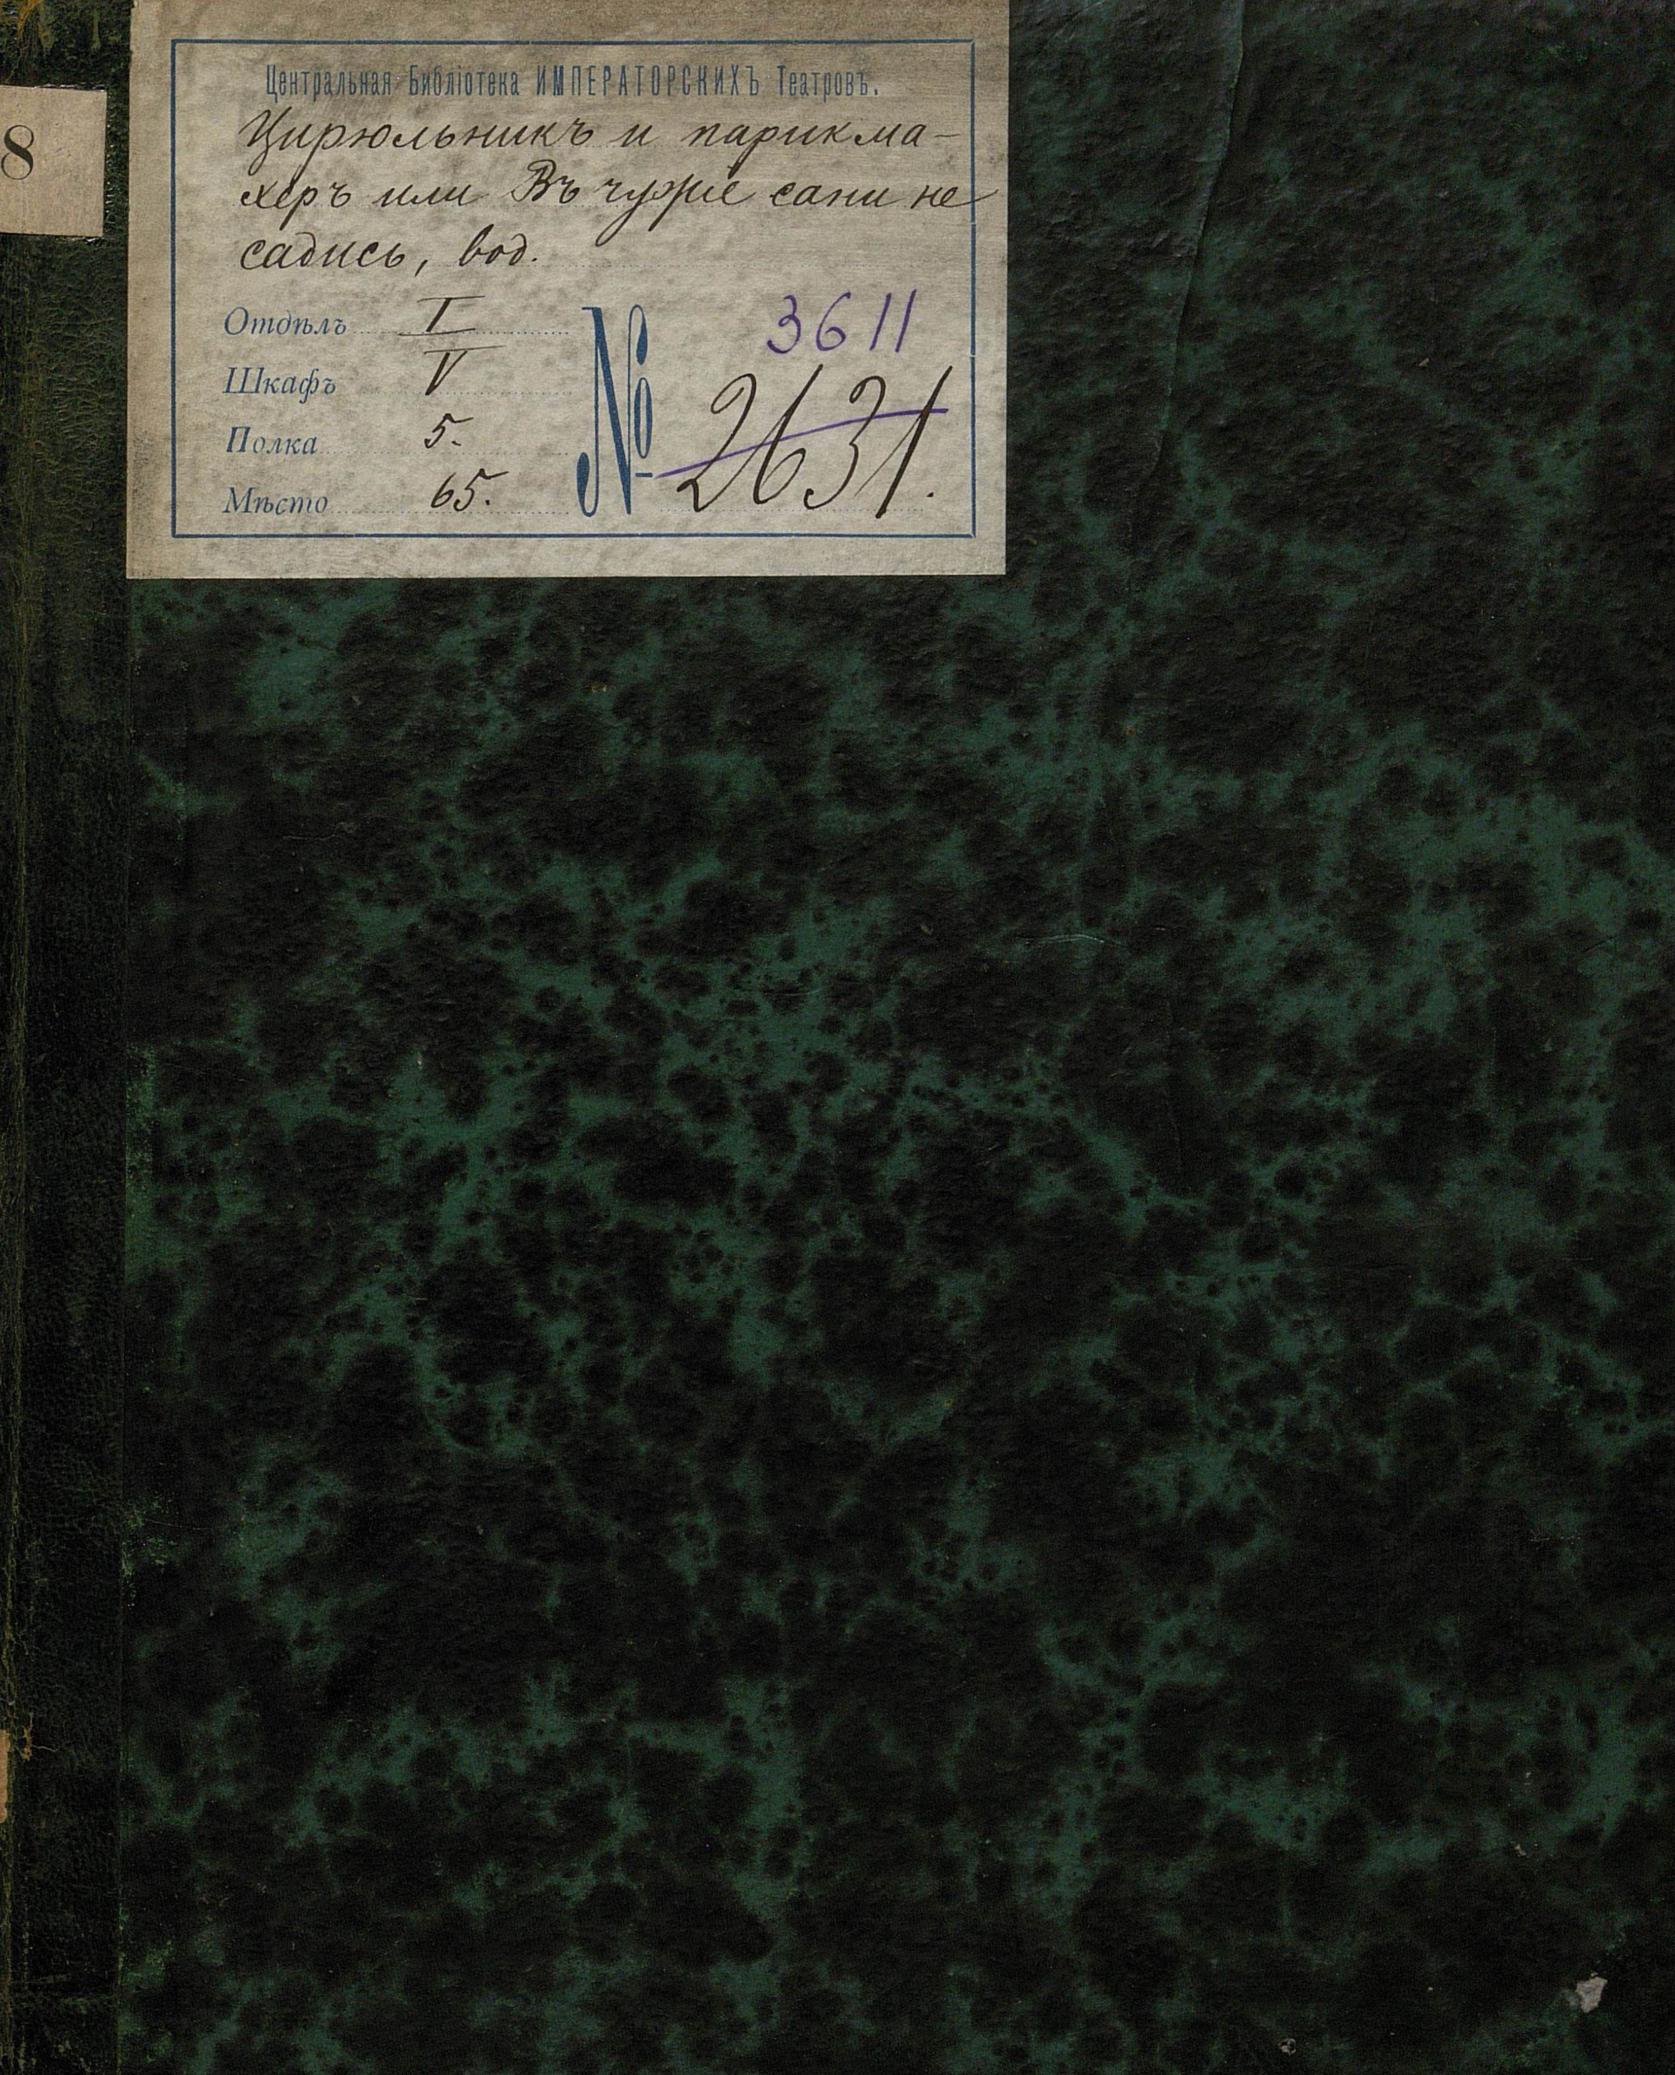 8
Центральная Библіотека ИМПЕРАТОРСКИХЪ Театровъ.
Цирюльникъ и парикма-
херъ или Въ чужіе сани не
садись, вод.
Отдѣлъ I
Шкафъ V
Полка 5.
Мѣсто 65.
№ 3611
2631.